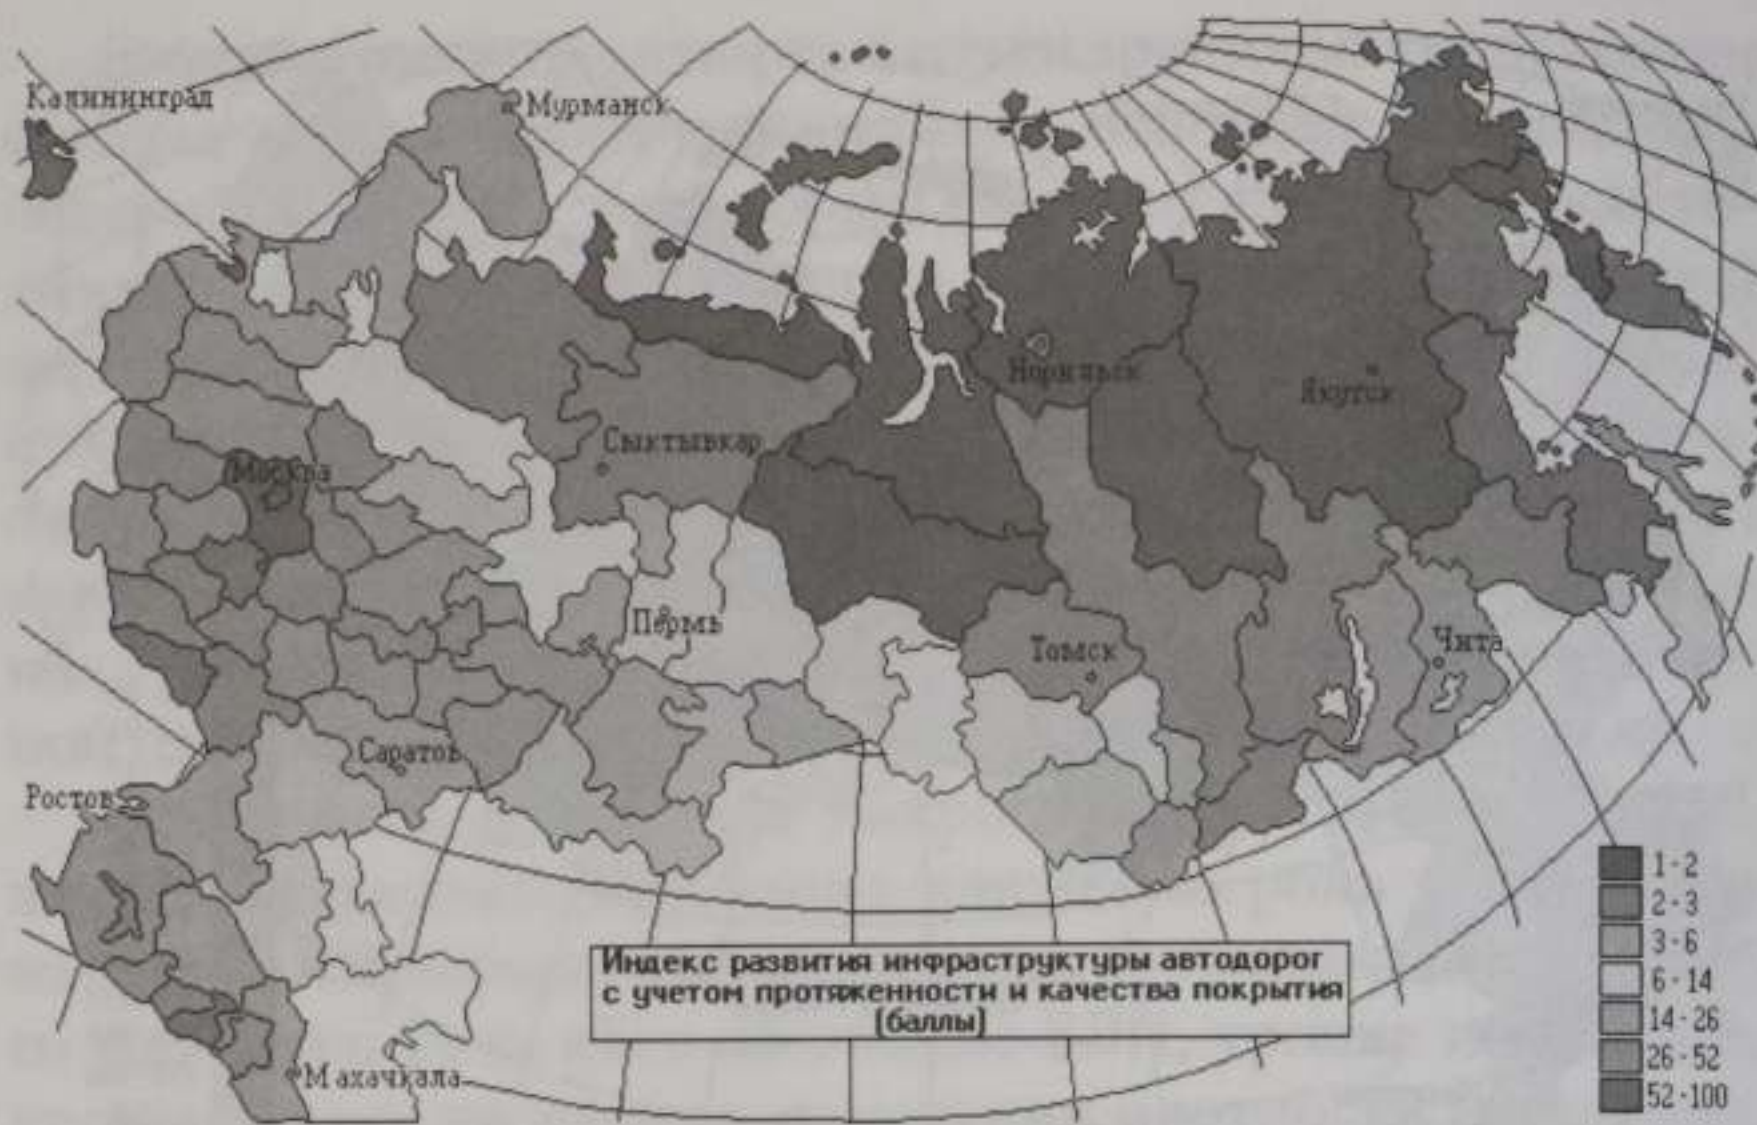 Калининград
Мурманск
Норильск
Якутск
Сыктывкар
Москва
Пермь
Томск
Чита
Саратов
Ростов
Махачкала
Индекс развития инфраструктуры автодорог
с учетом протяженности и качества покрытия
(баллы)
1-2
2-3
3-6
6-14
14-26
26-52
52-100